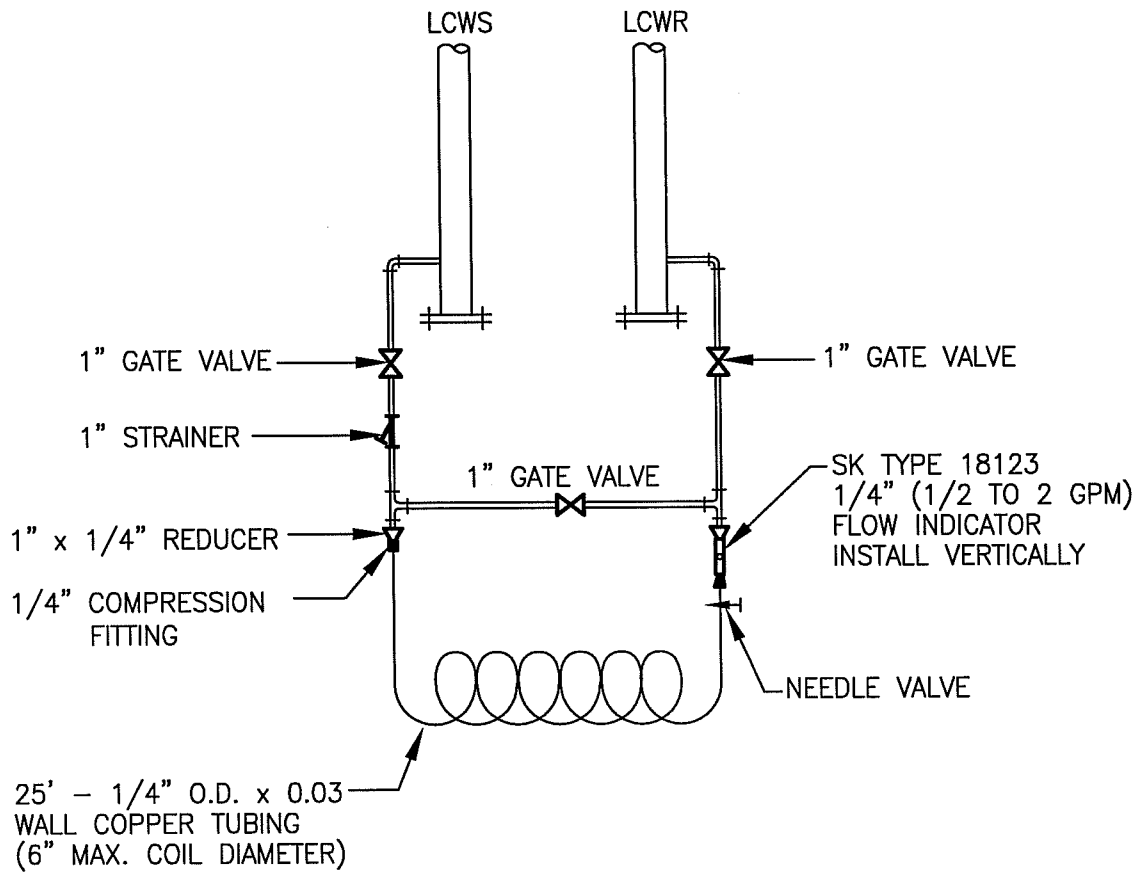 LCWS
LCWR
1” GATE VALVE
1” GATE VALVE
1” STRAINER
1” GATE VALVE
SK TYPE 18123
1/4” (1/2 TO 2 GPM)
FLOW INDICATOR
INSTALL VERTICALLY
1” x 1/4” REDUCER
1/4” COMPRESSION
FITTING
NEEDLE VALVE
25' – 1/4” O.D. x 0.03
WALL COPPER TUBING
(6” MAX. COIL DIAMETER)